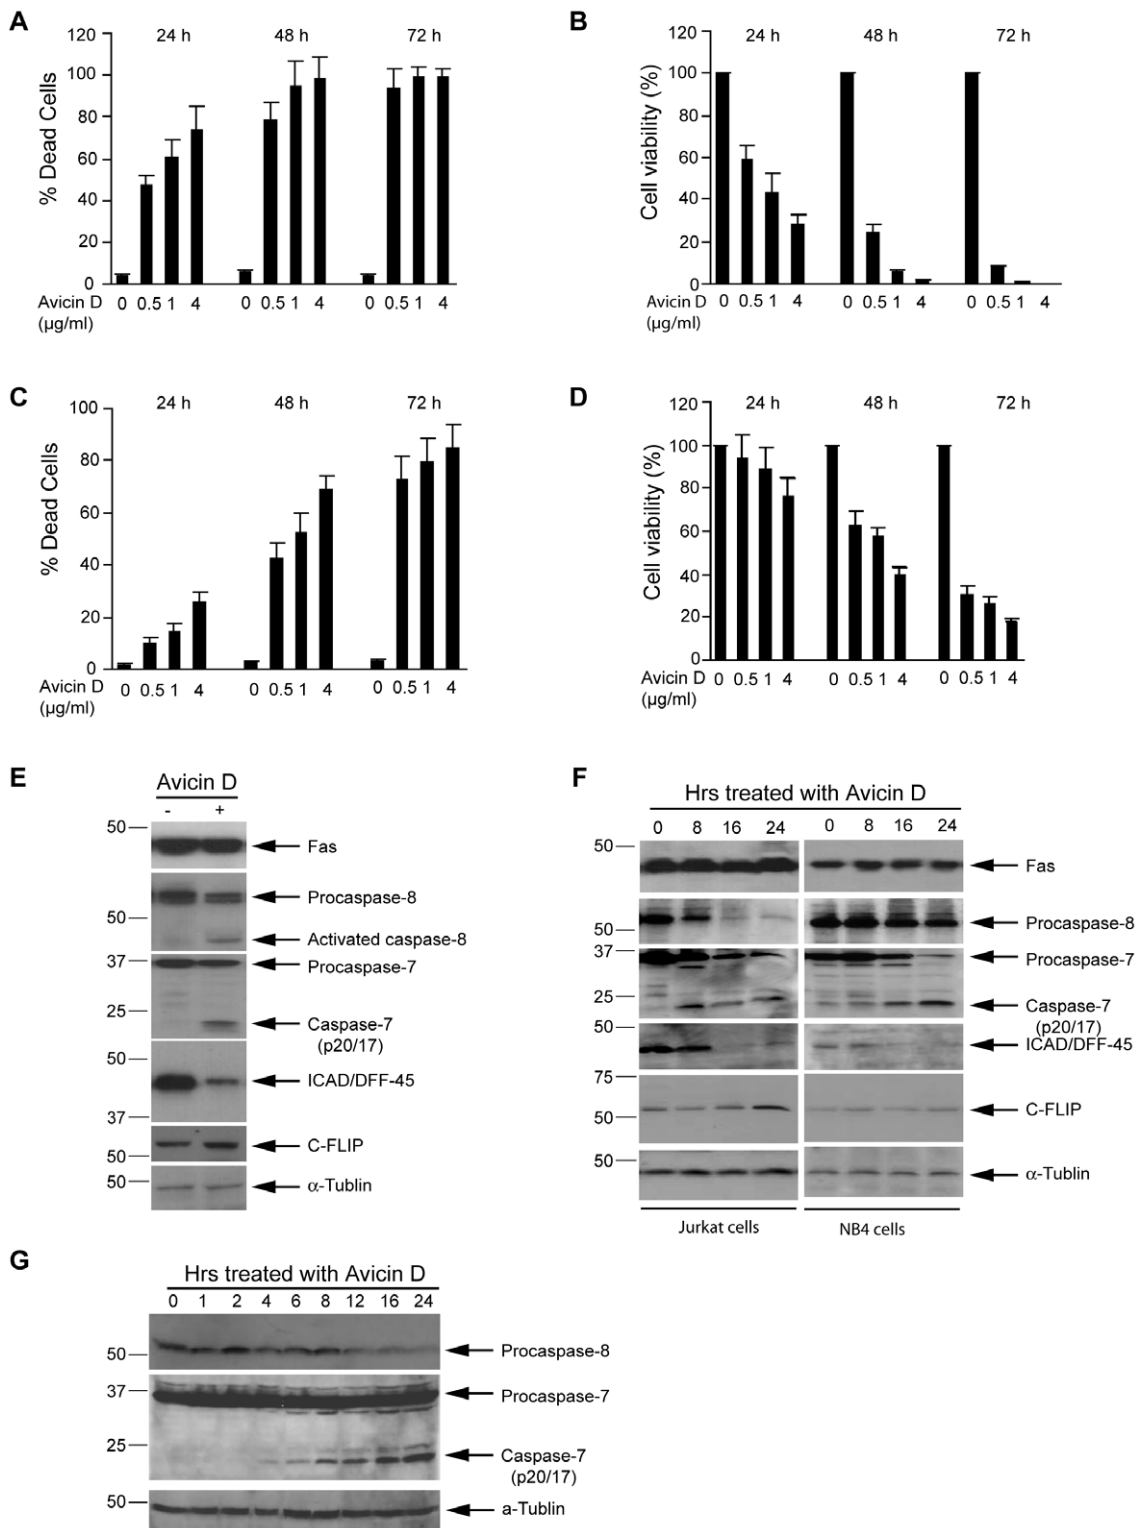 A
24 h 48 h 72 h
% Dead Cells
120
100
80
60
40
20
0
Avicin D 0 0.5 1 4 0 0.5 1 4 0 0.5 1 4
(µg/ml)
B
24 h 48 h 72 h
Cell viability (%)
120
100
80
60
40
20
0
Avicin D 0 0.5 1 4 0 0.5 1 4 0 0.5 1 4
(µg/ml)
C
24 h 48 h 72 h
% Dead Cells
100
80
60
40
20
0
Avicin D 0 0.5 1 4 0 0.5 1 4 0 0.5 1 4
(µg/ml)
D
24 h 48 h 72 h
Cell viability (%)
120
100
80
60
40
20
0
Avicin D 0 0.5 1 4 0 0.5 1 4 0 0.5 1 4
(µg/ml)
E
Avicin D
- +
50
Fas
Procaspase-8
50
Activated caspase-8
37
Procaspase-7
25
Caspase-7
(p20/17)
50
ICAD/DFF-45
37
C-FLIP
50
50
α-Tublin
F
Hrs treated with Avicin D
0 8 16 24 0 8 16 24
50
Fas
Procaspase-8
50
37
Procaspase-7
25
Caspase-7
(p20/17)
50
ICAD/DFF-45
75
C-FLIP
50
50
α-Tublin
Jurkat cells NB4 cells
G
Hrs treated with Avicin D
0 1 2 4 6 8 12 16 24
50
Procaspase-8
37
Procaspase-7
25
Caspase-7
(p20/17)
50
a-Tublin